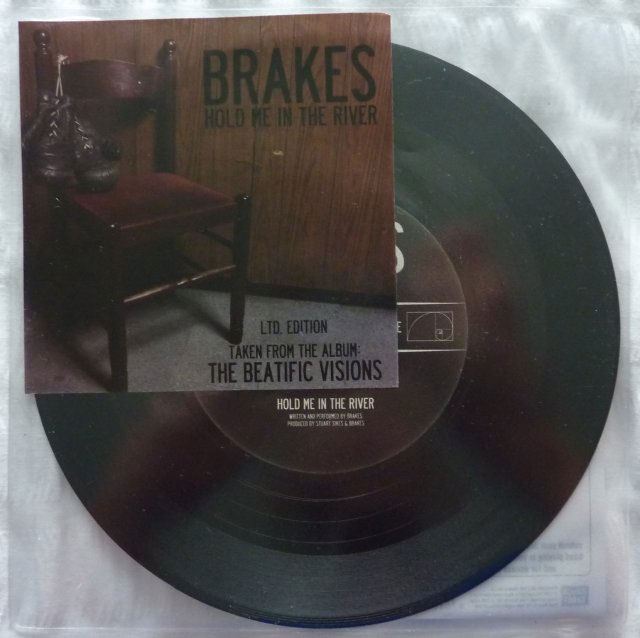 BRAKES
HOLD ME IN THE RIVER
LTD. EDITION
TAKEN FROM THE ALBUM:
THE BEATIFIC VISIONS
S
E
HOLD ME IN THE RIVER
WRITTEN AND PERFORMED BY BRAKES
PRODUCED BY STUART SIKES & BRAKES